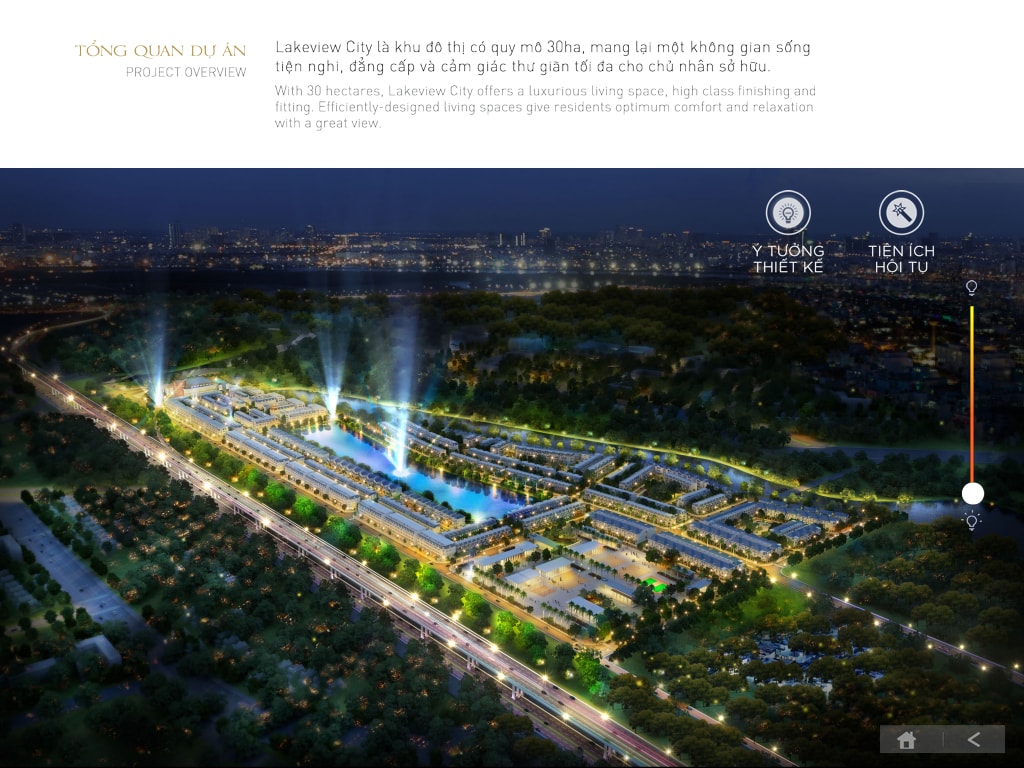 TỔNG QUAN DỰ ÁN
PROJECT OVERVIEW
Lakeview City là khu đô thị có quy mô 30ha, mang lại một không gian sống
tiện nghi, đẳng cấp và cảm giác thư giãn tối đa cho chủ nhân sở hữu.
With 30 hectares, Lakeview City offers a luxurious living space, high class finishing and
fitting. Efficiently-designed living spaces give residents optimum comfort and relaxation
with a great view.
Ý TƯỞNG
THIẾT KẾ
TIỆN ÍCH
HỘI TỤ